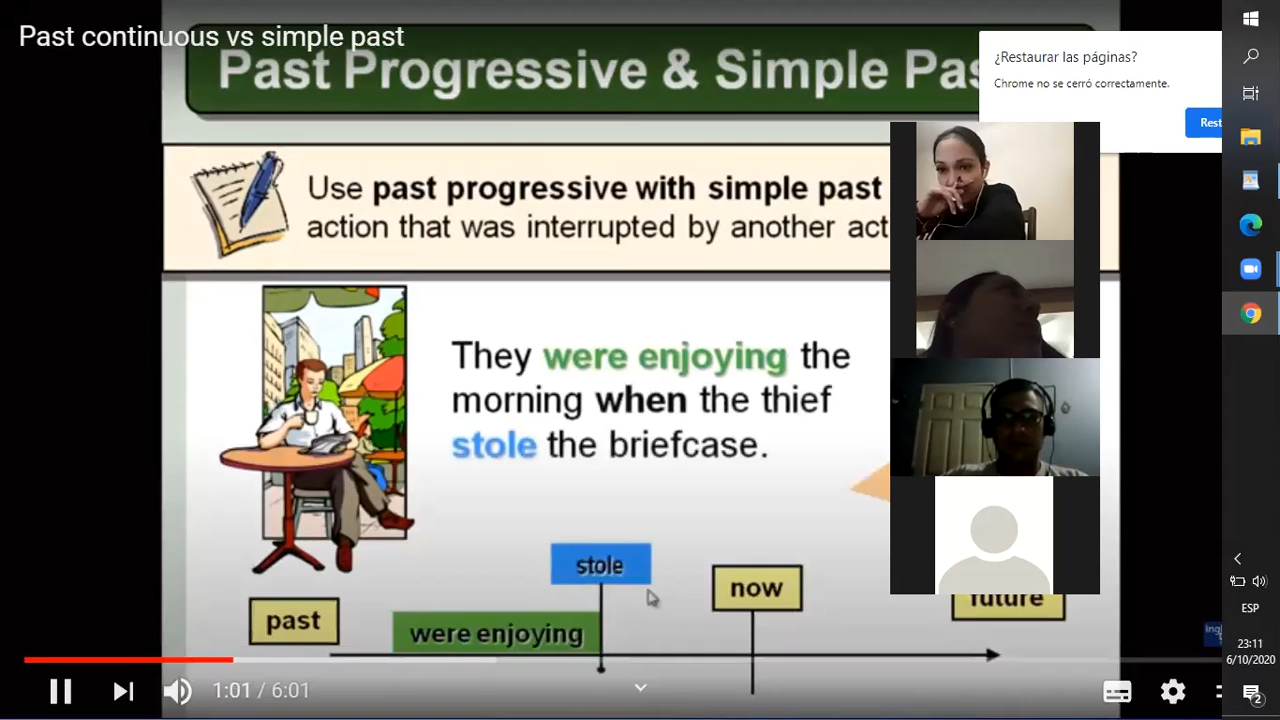 Past continuous vs simple past
Past Progressive & Simple Pas
¿Restaurar las páginas?
Chrome no se cerró correctamente.
Rest
Use past progressive with simple past
action that was interrupted by another act
They were enjoying the
morning when the thief
stole the briefcase.
stole
now
future
past
were enjoying
ing
1:01 / 6:01
ESP
23:11
6/10/2020
2